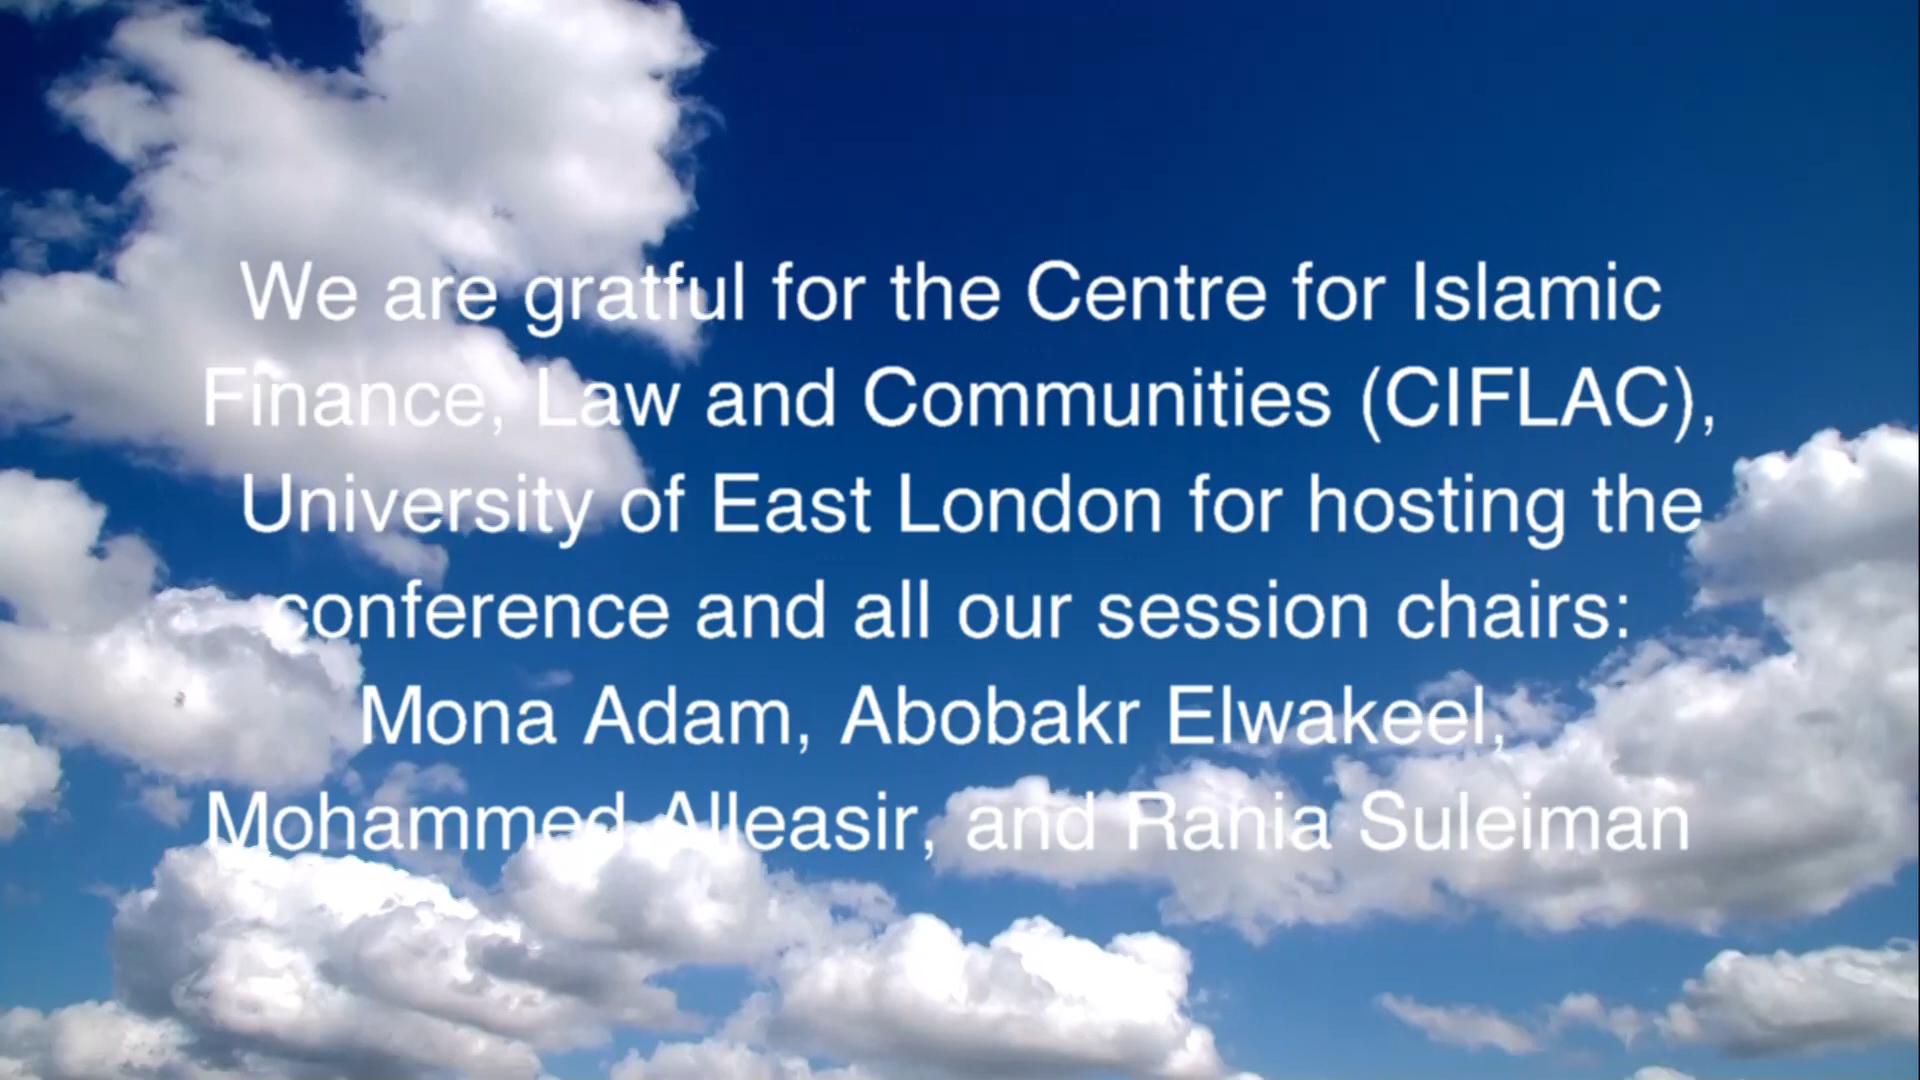 We are gratful for the Centre for Islamic
Finance, Law and Communities (CIFLAC),
University of East London for hosting the
conference and all our session chairs:
Mona Adam, Abobakr Elwakeel,
Mohammed Alleasir, and Rania Suleiman